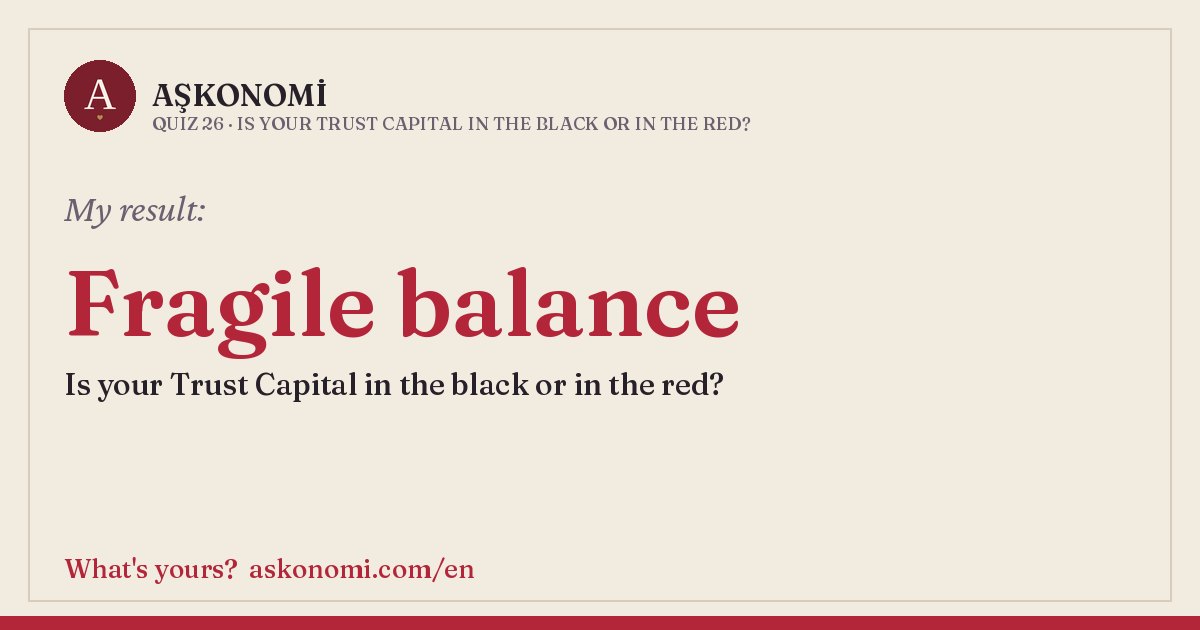 A
AŞKONOMİ
QUIZ 26 · IS YOUR TRUST CAPITAL IN THE BLACK OR IN THE RED?
My result:
Fragile balance
Is your Trust Capital in the black or in the red?
What's yours? askonomi.com/en